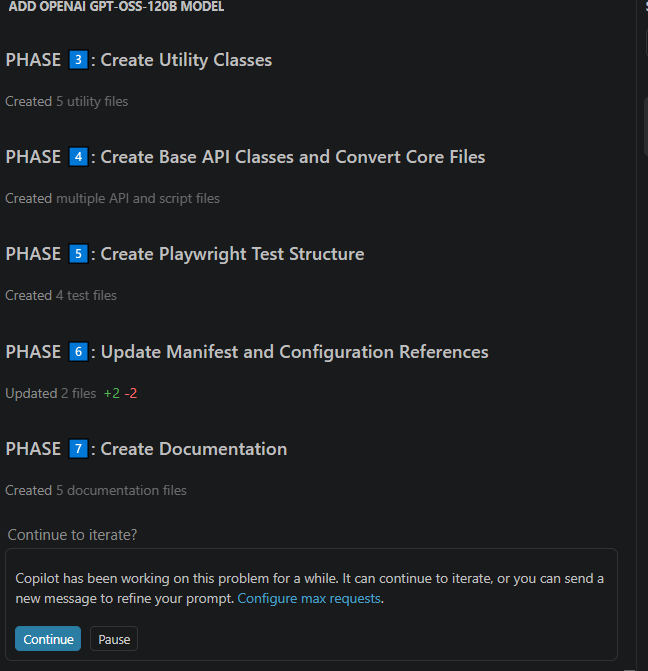 ADD OPENAI GPT-OSS-120B MODEL
PHASE 3️⃣: Create Utility Classes
Created 5 utility files
PHASE 4️⃣: Create Base API Classes and Convert Core Files
Created multiple API and script files
PHASE 5️⃣: Create Playwright Test Structure
Created 4 test files
PHASE 6️⃣: Update Manifest and Configuration References
Updated 2 files +2 -2
PHASE 7️⃣: Create Documentation
Created 5 documentation files
Continue to iterate?
Copilot has been working on this problem for a while. It can continue to iterate, or you can send a
new message to refine your prompt. Configure max requests.
Continue Pause